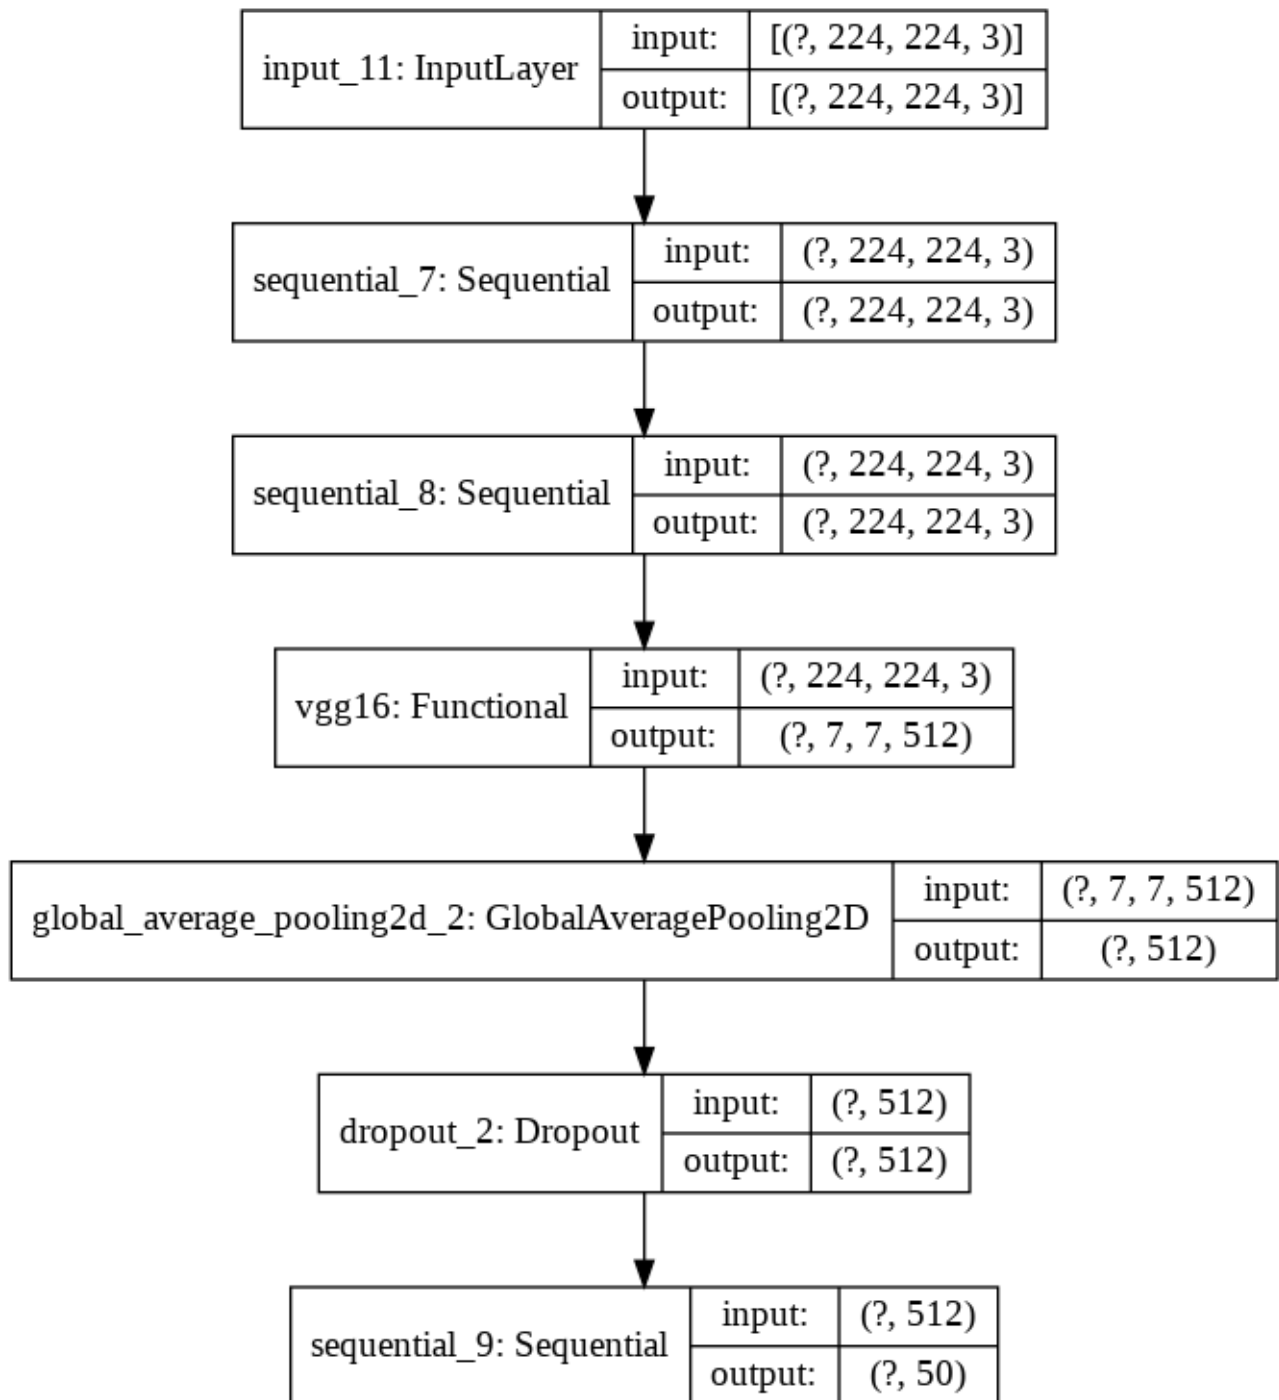 input_11: InputLayer
input: [(?, 224, 224, 3)]
output: [(?, 224, 224, 3)]
sequential_7: Sequential
input: (?, 224, 224, 3)
output: (?, 224, 224, 3)
sequential_8: Sequential
input: (?, 224, 224, 3)
output: (?, 224, 224, 3)
vgg16: Functional
input: (?, 224, 224, 3)
output: (?, 7, 7, 512)
global_average_pooling2d_2: GlobalAveragePooling2D
input: (?, 7, 7, 512)
output: (?, 512)
dropout_2: Dropout
input: (?, 512)
output: (?, 512)
sequential_9: Sequential
input: (?, 512)
output: (?, 50)